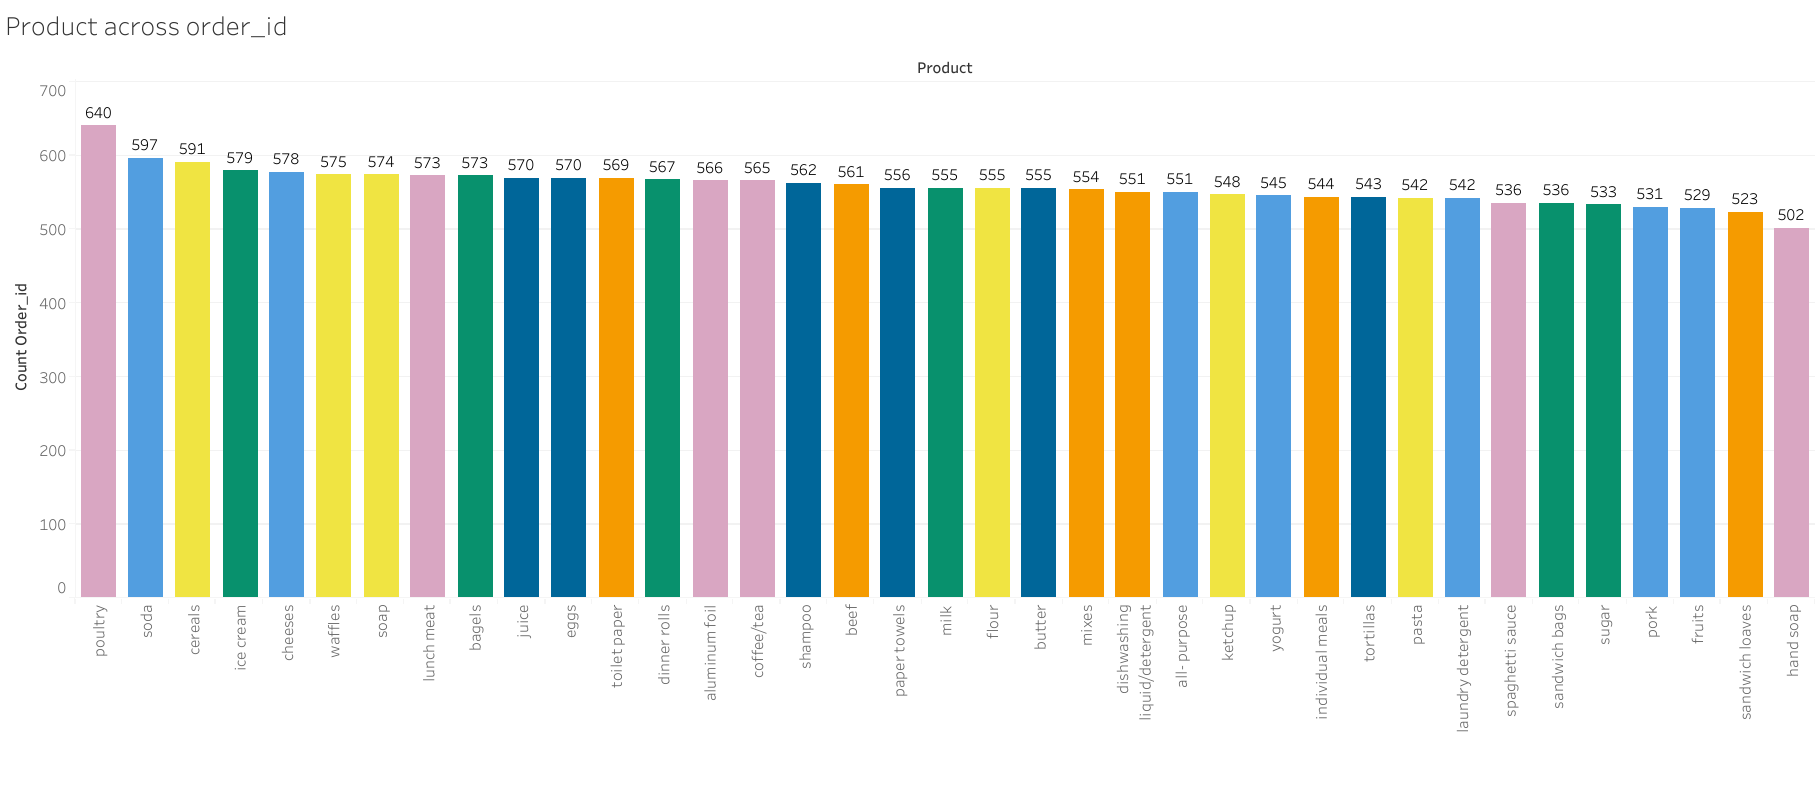 Product across order_id
Product
Count Order_id
700
600
500
400
300
200
100
0
640
597
591
579
578
575
574
573
573
570
570
569
567
566
565
562
561
556
555
555
555
554
551
551
548
545
544
543
542
542
536
536
533
531
529
523
502
poultry
soda
cereals
ice cream
cheeses
waffles
soap
lunch meat
bagels
juice
eggs
toilet paper
dinner rolls
aluminum foil
coffee/tea
shampoo
beef
paper towels
milk
flour
butter
mixes
dishwashing
liquid/detergent
all- purpose
ketchup
yogurt
individual meals
tortillas
pasta
laundry detergent
spaghetti sauce
sandwich bags
sugar
pork
fruits
sandwich loaves
hand soap